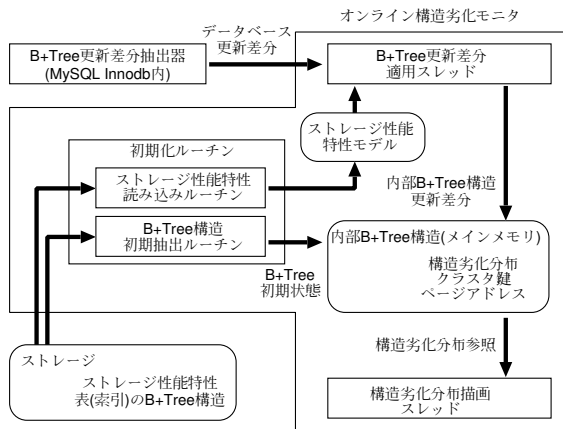 オンライン構造劣化モニタ
データベース
更新差分
B+Tree更新差分抽出器
(MySQL Innodb内)
B+Tree更新差分
適用スレッド
ストレージ性能
特性モデル
初期化ルーチン
ストレージ性能特性
読み込みルーチン
内部B+Tree構造
更新差分
B+Tree構造
初期抽出ルーチン
内部B+Tree構造(メインメモリ)
構造劣化分布
クラスタ鍵
ページアドレス
B+Tree
初期状態
構造劣化分布参照
ストレージ
ストレージ性能特性
表(索引)のB+Tree構造
構造劣化分布描画
スレッド